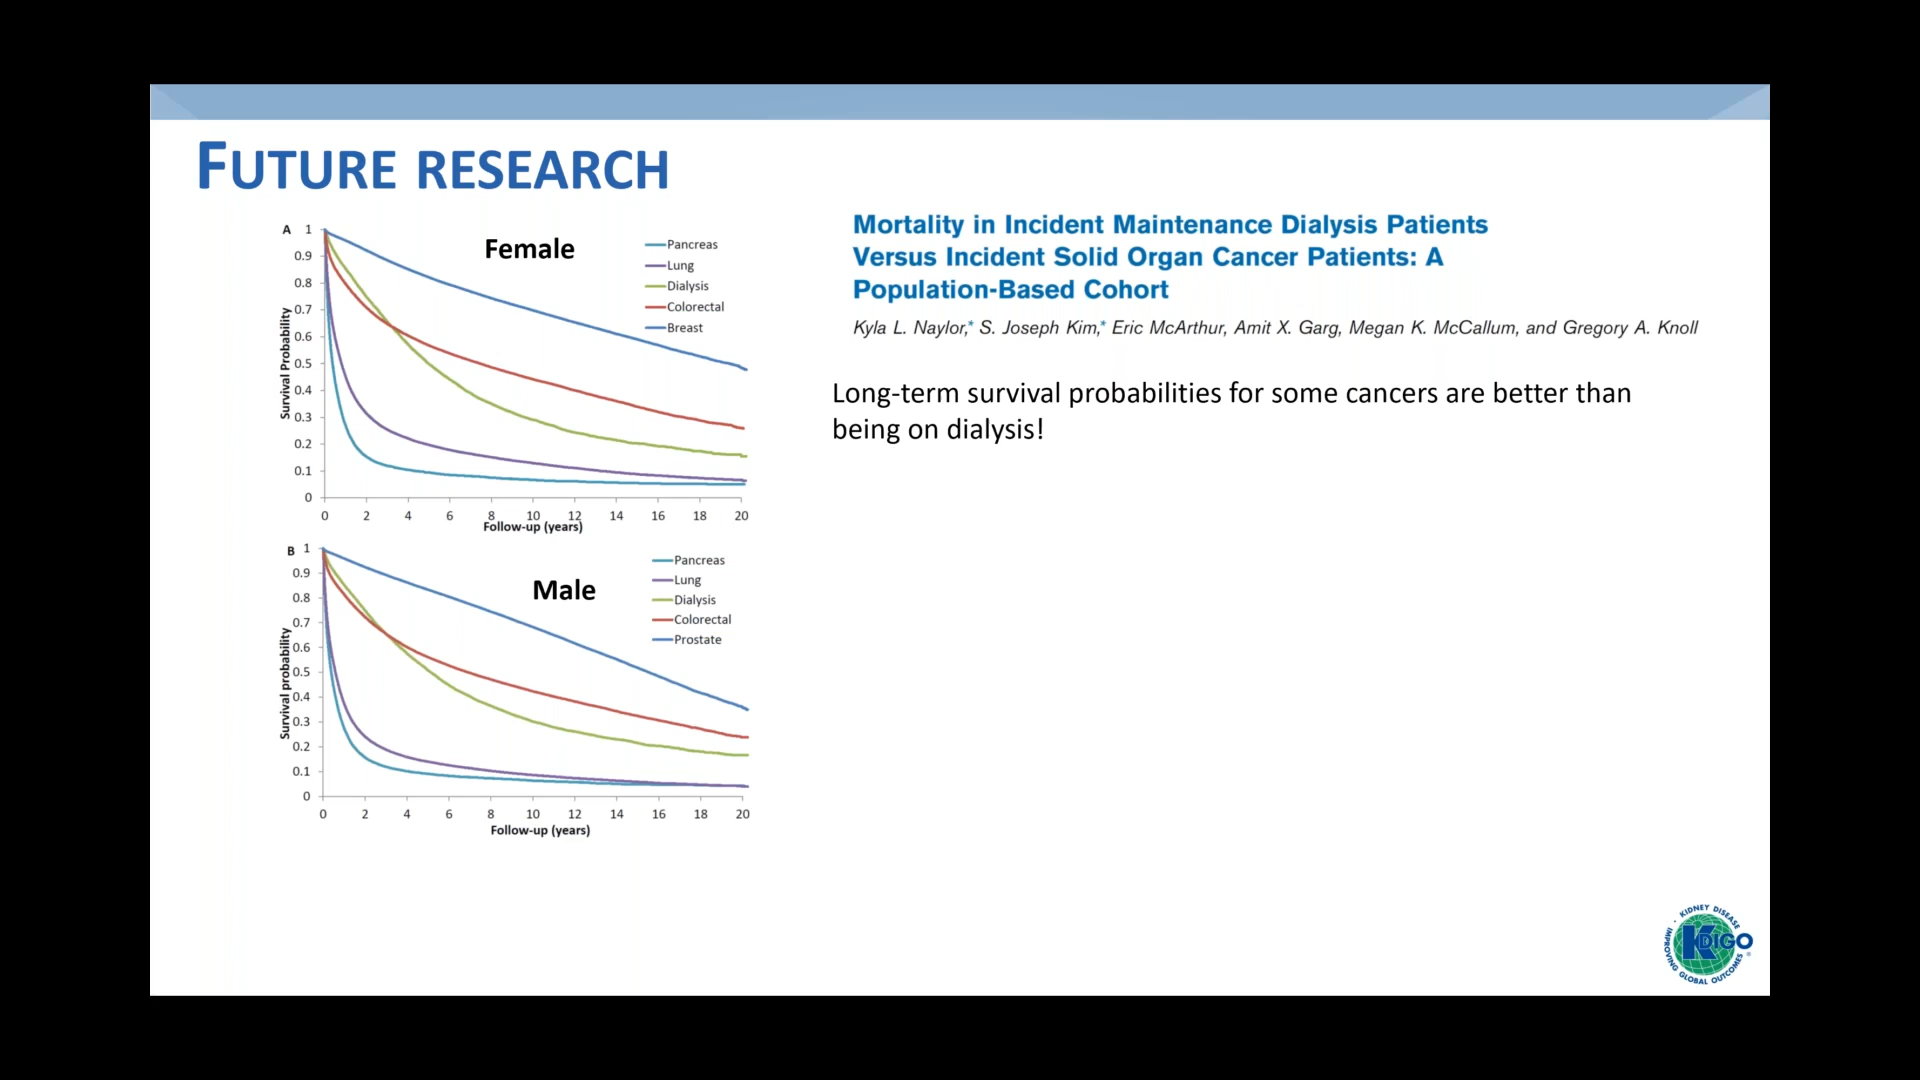 FUTURE RESEARCH
A
Female
Survival Probability
1
0.9
0.8
0.7
0.6
0.5
0.4
0.3
0.2
0.1
0
0 2 4 6 8 10 12 14 16 18 20
Follow-up (years)
Pancreas
Lung
Dialysis
Colorectal
Breast
B
Male
Survival probability
1
0.9
0.8
0.7
0.6
0.5
0.4
0.3
0.2
0.1
0
0 2 4 6 8 10 12 14 16 18 20
Follow-up (years)
Pancreas
Lung
Dialysis
Colorectal
Prostate
Mortality in Incident Maintenance Dialysis Patients
Versus Incident Solid Organ Cancer Patients: A
Population-Based Cohort
Kyla L. Naylor,* S. Joseph Kim,* Eric McArthur, Amit X. Garg, Megan K. McCallum, and Gregory A. Knoll
Long-term survival probabilities for some cancers are better than
being on dialysis!
KIDNEY DISEASE
KDIGO
IMPROVING GLOBAL OUTCOMES